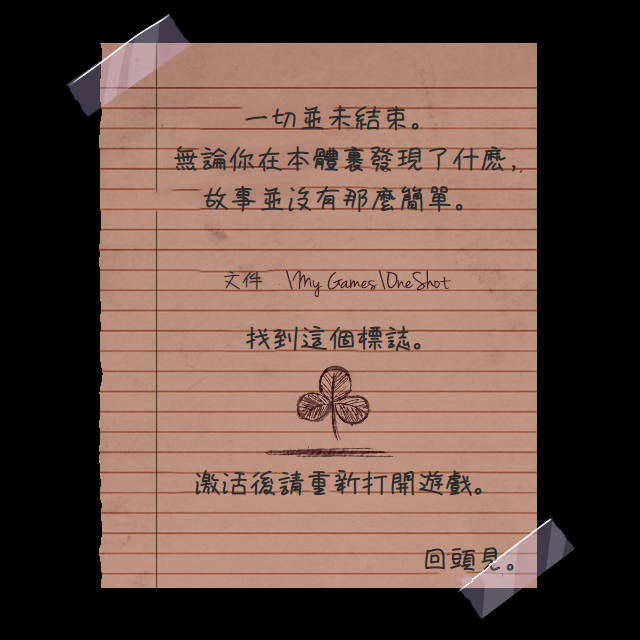 一切並未結束。
無論你在本體裏發現了什麽，
故事並沒有那麼簡單。
文件 \My Games\OneShot
找到這個標誌。
激活後請重新打開遊戲。
回頭見。